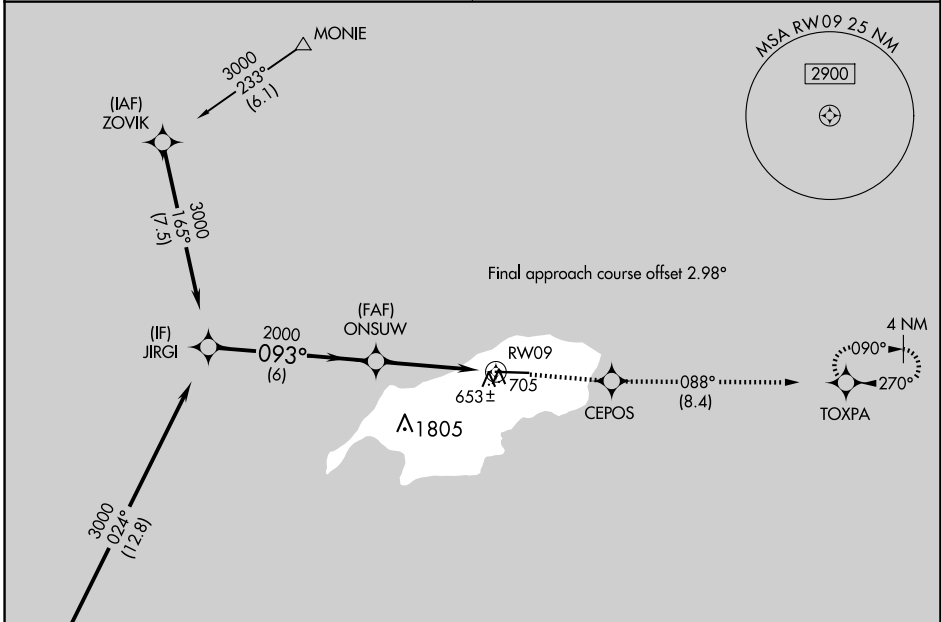 MONIE
3000
233°
(6.1)
MSA RW09 25 NM
2900
(IAF)
ZOVIK
3000
165°
(7.5)
Final approach course offset 2.98°
(FAF)
ONSUW
(IF)
JIRGI
2000
093°
(6)
RW09
705
653±
1805
CEPOS
088°
(8.4)
4 NM
090°
270°
TOXPA
3000
024°
(12.8)